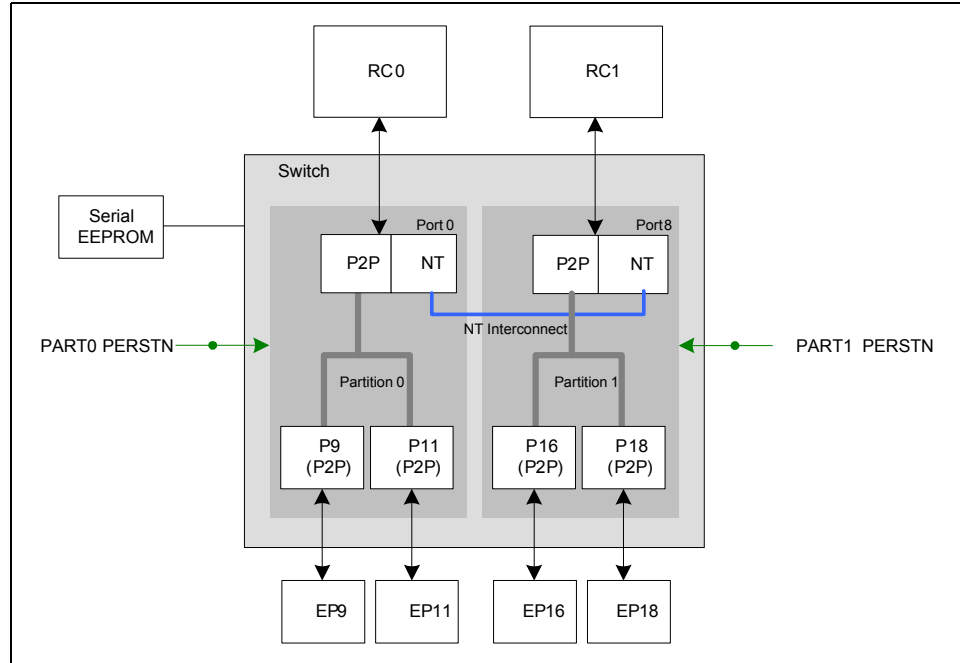 RC0
RC1
Switch
Serial
EEPROM
Port 0
Port8
P2P
NT
P2P
NT
NT Interconnect
PART0 PERSTN
PART1 PERSTN
Partition 0
Partition 1
P9
(P2P)
P11
(P2P)
P16
(P2P)
P18
(P2P)
EP9
EP11
EP16
EP18